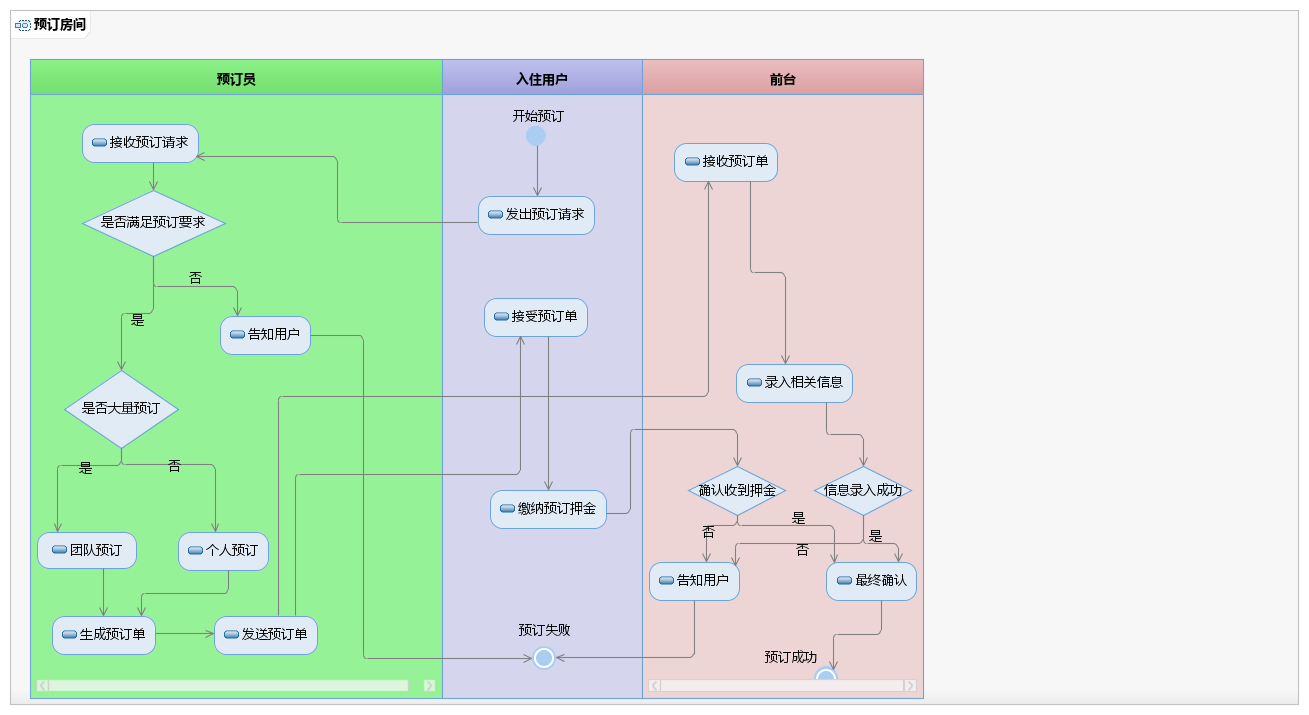 预订房间
预订员
入住用户
前台
开始预订
接收预订请求
接收预订单
发出预订请求
是否满足预订要求
否
是
接受预订单
告知用户
录入相关信息
是否大量预订
是
否
确认收到押金
信息录入成功
缴纳预订押金
否
是
是
否
团队预订
个人预订
告知用户
最终确认
生成预订单
发送预订单
预订失败
预订成功